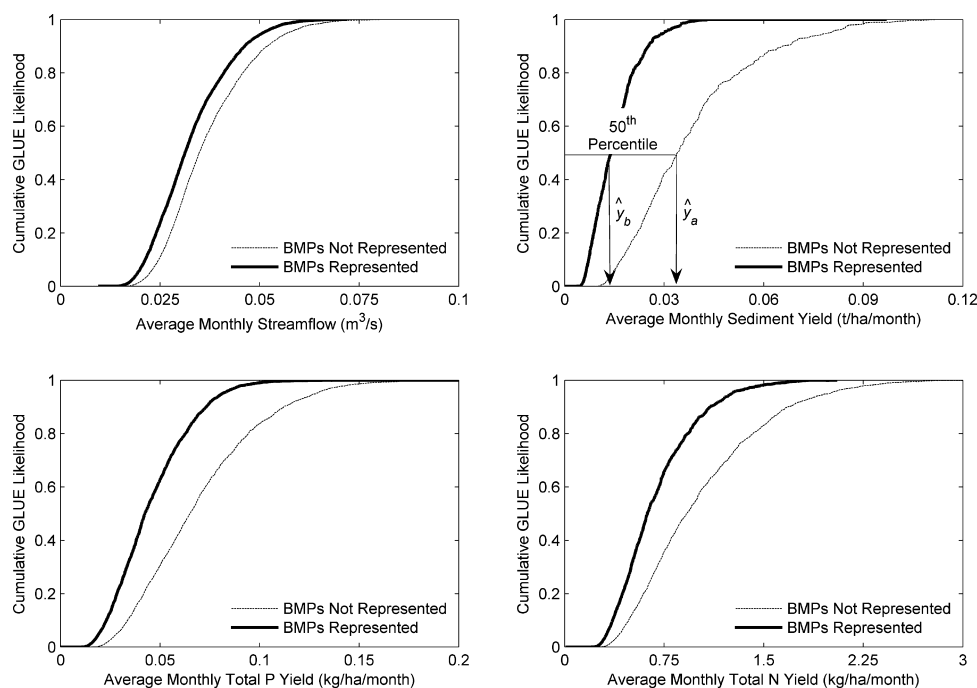 1
0.8
0.6
0.4
0.2
0
Cumulative GLUE Likelihood
BMPs Not Represented
BMPs Represented
0
0.025
0.05
0.075
0.1
Average Monthly Streamflow (m³/s)
1
0.8
0.6
0.4
0.2
0
Cumulative GLUE Likelihood
50th
Percentile
ŷb
ŷa
BMPs Not Represented
BMPs Represented
0
0.03
0.06
0.09
0.12
Average Monthly Sediment Yield (t/ha/month)
1
0.8
0.6
0.4
0.2
0
Cumulative GLUE Likelihood
BMPs Not Represented
BMPs Represented
0
0.05
0.1
0.15
0.2
Average Monthly Total P Yield (kg/ha/month)
1
0.8
0.6
0.4
0.2
0
Cumulative GLUE Likelihood
BMPs Not Represented
BMPs Represented
0
0.75
1.5
2.25
3
Average Monthly Total N Yield (kg/ha/month)